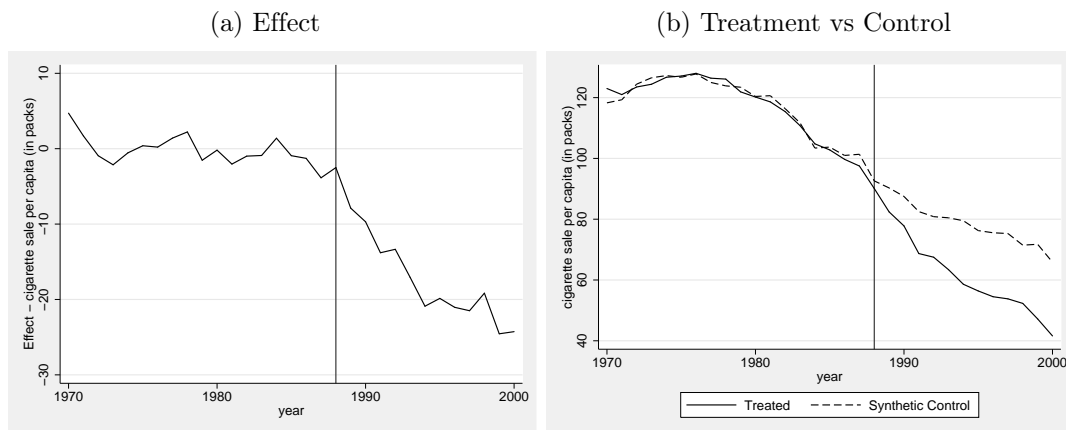 (a) Effect
Effect − cigarette sale per capita (in packs)
10
0
−10
−20
−30
1970
1980
1990
2000
year
(b) Treatment vs Control
cigarette sale per capita (in packs)
120
100
80
60
40
1970
1980
1990
2000
year
Treated
Synthetic Control